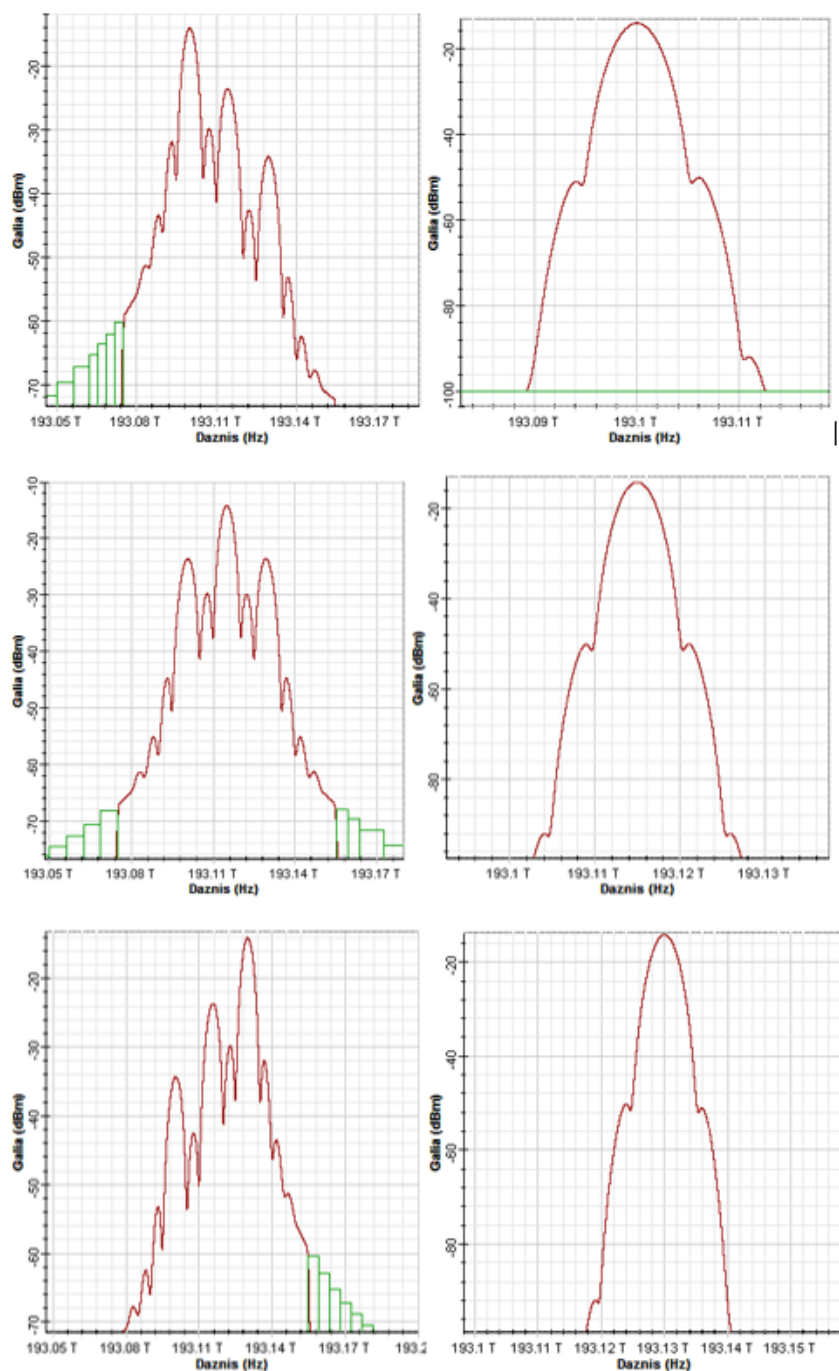 Galia (dBm)
-20
-30
-40
-50
-60
-70
193.05 T 193.08 T 193.11 T 193.14 T 193.17 T
Daznis (Hz)
Galia (dBm)
-20
-40
-60
-80
-100
193.09 T 193.1 T 193.11 T
Daznis (Hz)
Galia (dBm)
-10
-20
-30
-40
-50
-60
-70
193.05 T 193.08 T 193.11 T 193.14 T 193.17 T
Daznis (Hz)
Galia (dBm)
-20
-40
-60
-80
193.1 T 193.11 T 193.12 T 193.13 T
Daznis (Hz)
Galia (dBm)
-20
-30
-40
-50
-60
-70
193.05 T 193.08 T 193.11 T 193.14 T 193.17 T 193.2
Daznis (Hz)
Galia (dBm)
-20
-40
-60
-80
193.1 T 193.11 T 193.12 T 193.13 T 193.14 T 193.15 T
Daznis (Hz)